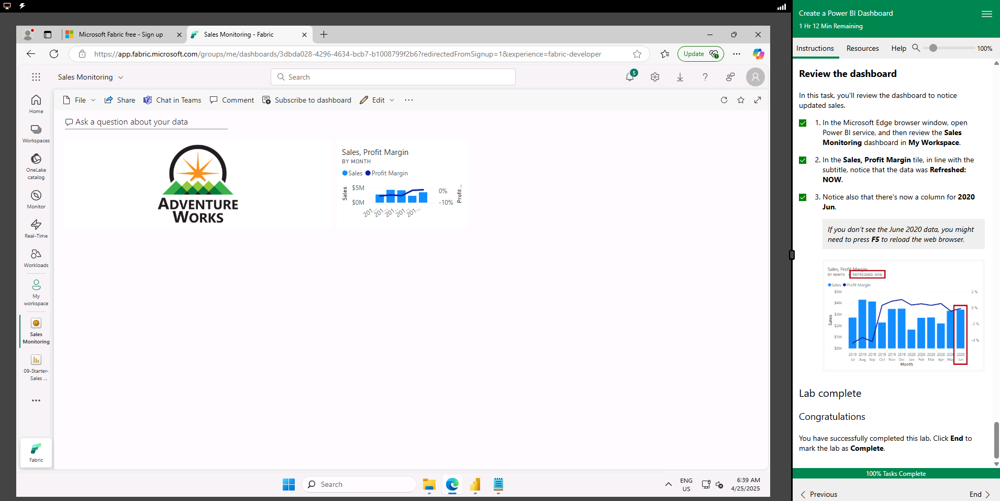 Microsoft Fabric free - Sign up
Sales Monitoring - Fabric
https://app.fabric.microsoft.com/groups/me/dashboards/3dbda028-4296-4634-bcb7-b1008799f2b6?redirectedFromSignup=1&experience=fabric-developer
Update
Sales Monitoring
Search
5
File
Share
Chat in Teams
Comment
Subscribe to dashboard
Edit
Home
Workspaces
OneLake
catalog
Monitor
Real-Time
Workloads
My
workspace
Sales
Monitoring
09-Starter-
Sales ...
Fabric
Ask a question about your data
ADVENTURE
WORKS
Sales, Profit Margin
BY MONTH
Sales
Profit Margin
Sales
$5M
$0M
0%
-10%
Profit ...
201...
201...
201...
201...
201...
Search
ENG
US
6:39 AM
4/25/2025
Create a Power BI Dashboard
1 Hr 12 Min Remaining
Instructions
Resources
Help
100%
Review the dashboard
In this task, you'll review the dashboard to notice
updated sales.
1. In the Microsoft Edge browser window, open
Power BI service, and then review the Sales
Monitoring dashboard in My Workspace.
2. In the Sales, Profit Margin tile, in line with the
subtitle, notice that the data was Refreshed:
NOW.
3. Notice also that there's now a column for 2020
Jun.
If you don't see the June 2020 data, you might
need to press F5 to reload the web browser.
Sales, Profit Margin
BY MONTH
REFRESHED: NOW
Sales
Profit Margin
$5M
$4M
$3M
$2M
$1M
$0M
Sales
2 %
0 %
-2 %
-4 %
2019 2019 2019 2019 2019 2019 2020 2020 2020 2020 2020 2020
Jul Aug Sep Oct Nov Dec Jan Feb Mar Apr May Jun
Month
Lab complete
Congratulations
You have successfully completed this lab. Click End to
mark the lab as Complete.
100% Tasks Complete
Previous
End